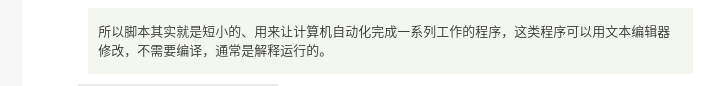 所以脚本其实就是短小的、用来让计算机自动化完成一系列工作的程序，这类程序可以用文本编辑器
修改，不需要编译，通常是解释运行的。